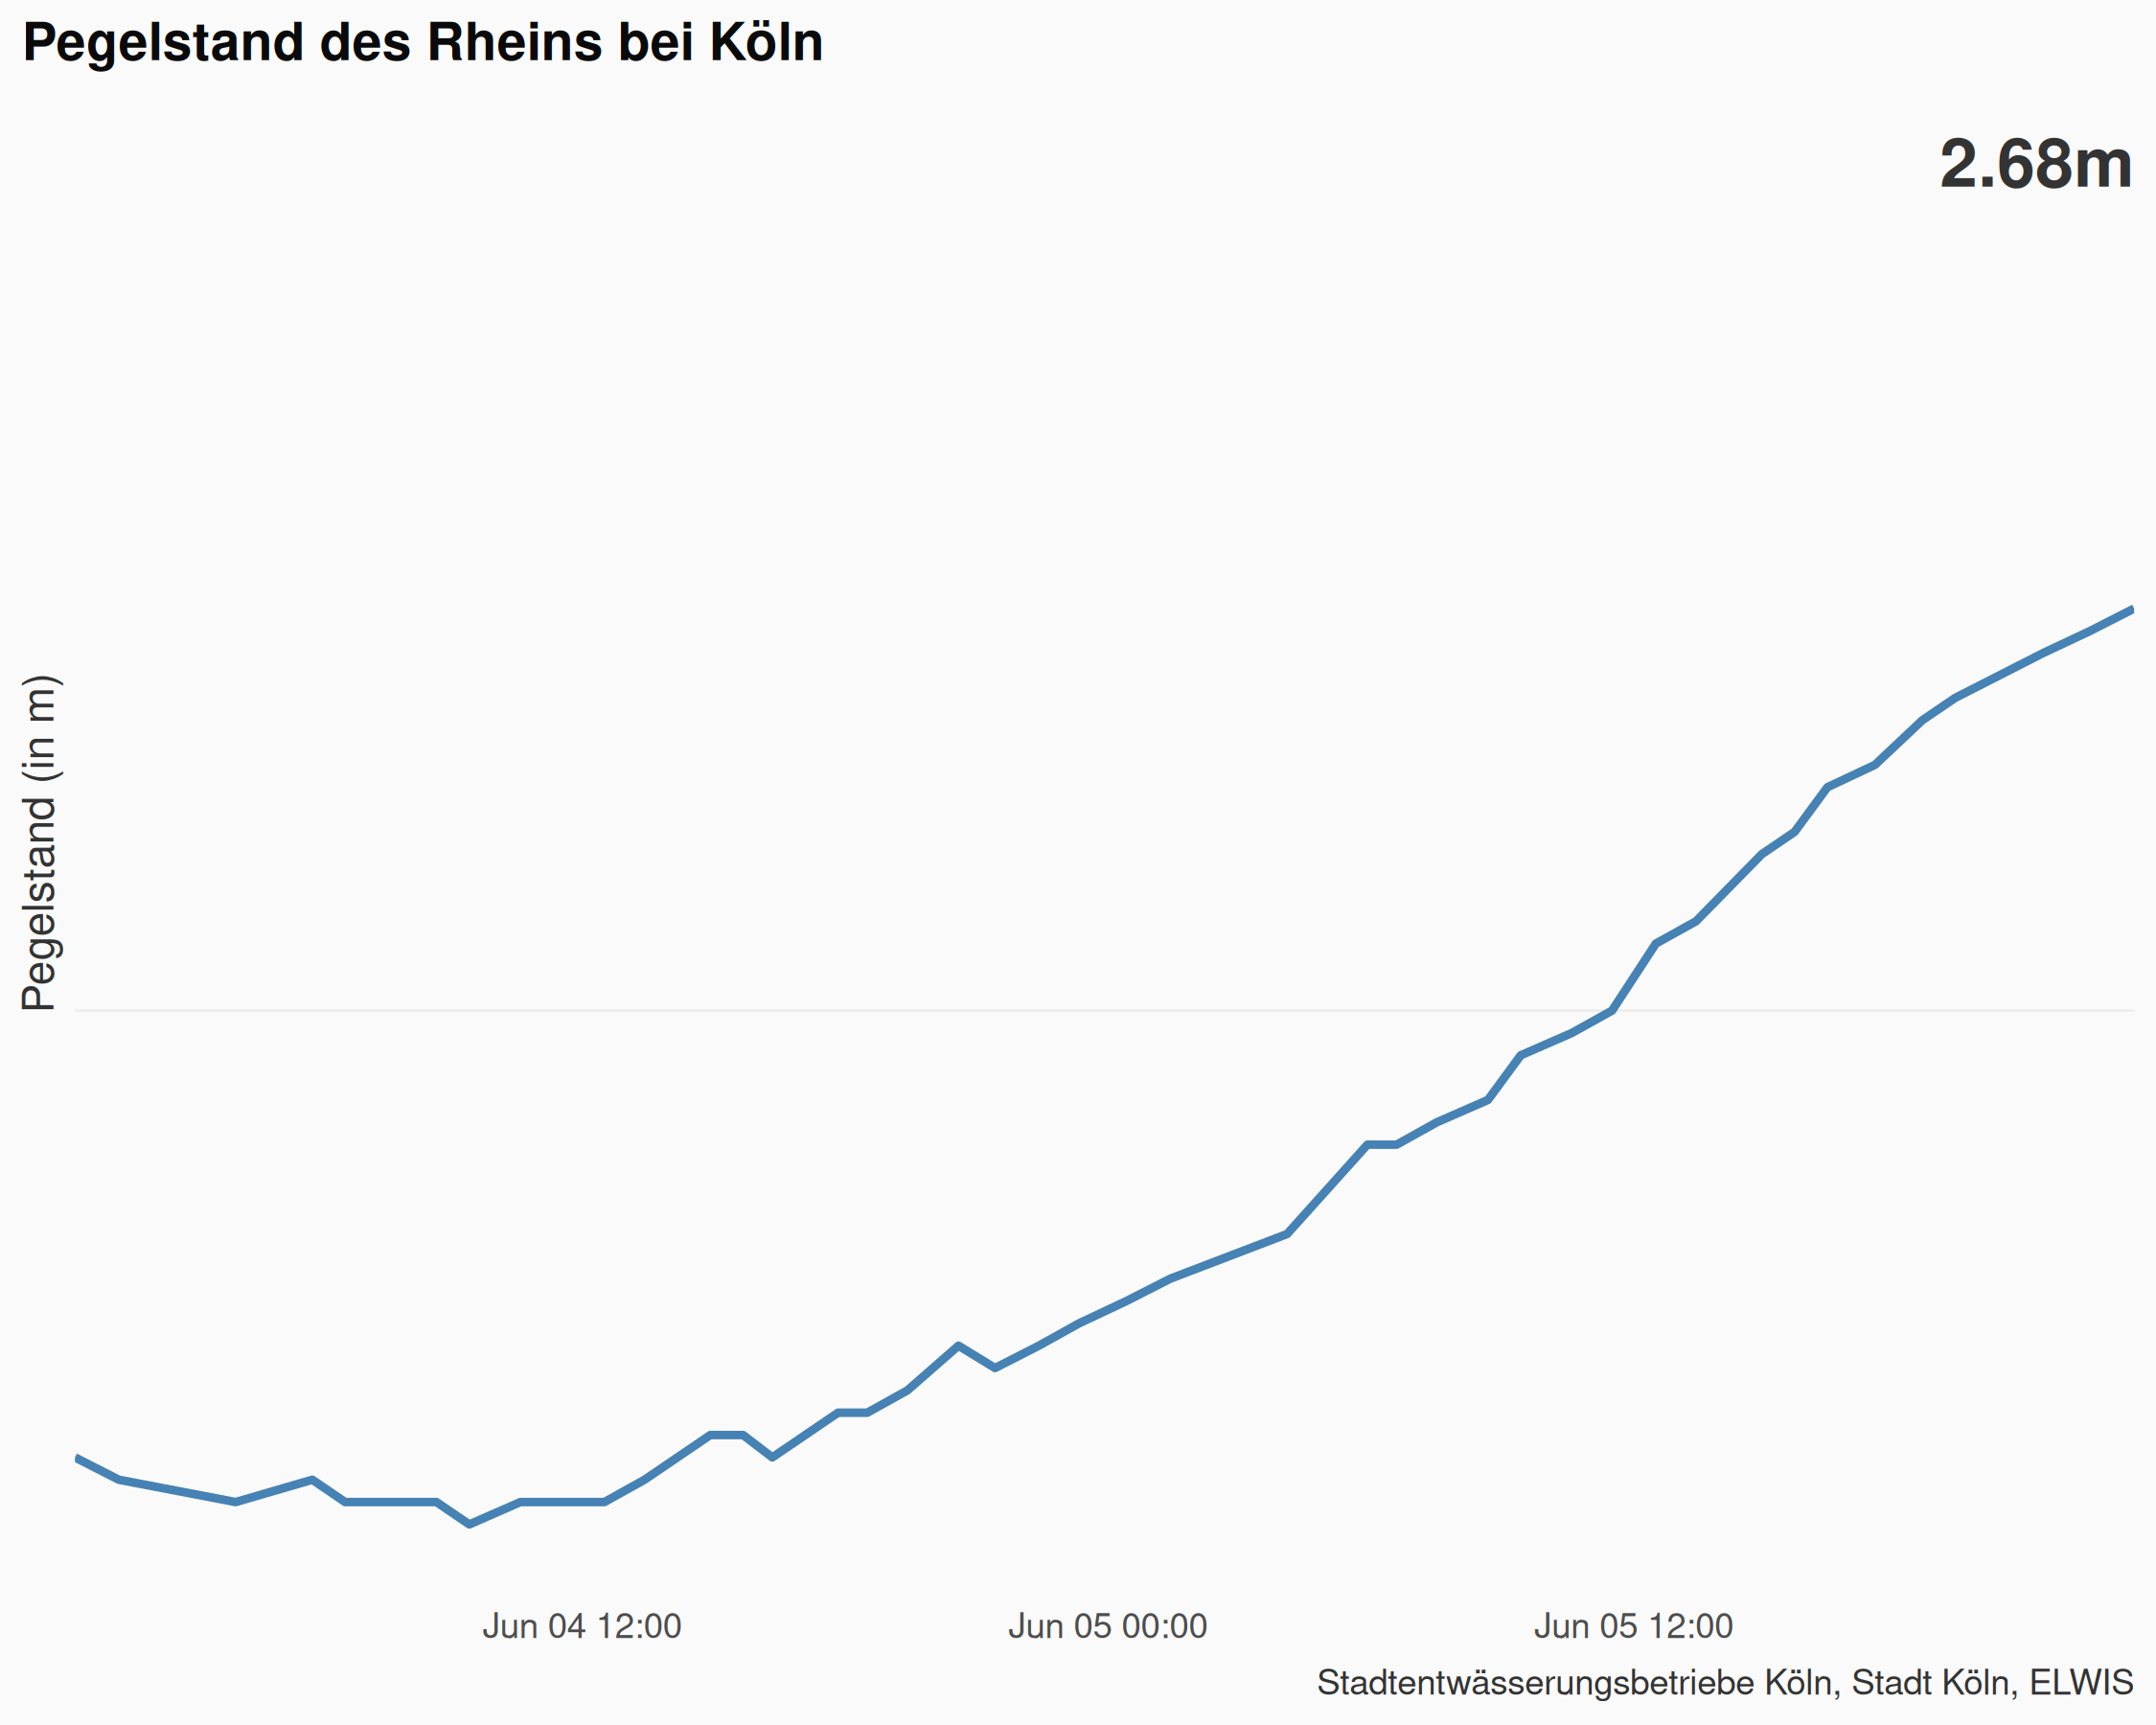 Pegelstand des Rheins bei Köln
2.68m
Pegelstand (in m)
Jun 04 12:00
Jun 05 00:00
Jun 05 12:00
Stadtentwässerungsbetriebe Köln, Stadt Köln, ELWIS